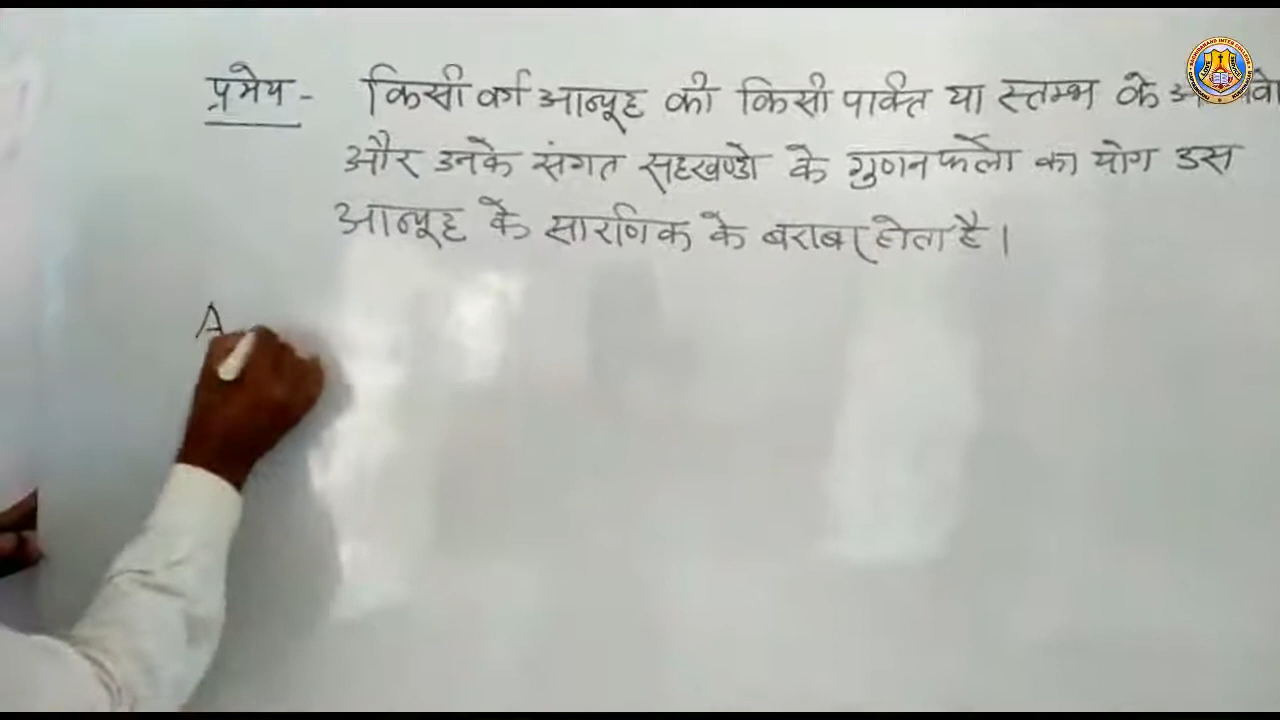 प्रमेय - किसी वर्ग आव्यूह की किसी पंक्ति या स्तम्भ के
और उनके संगत सहखण्डो के गुणनफलो का योग उस
आव्यूह के सारणिक के बराबर होता है।
A